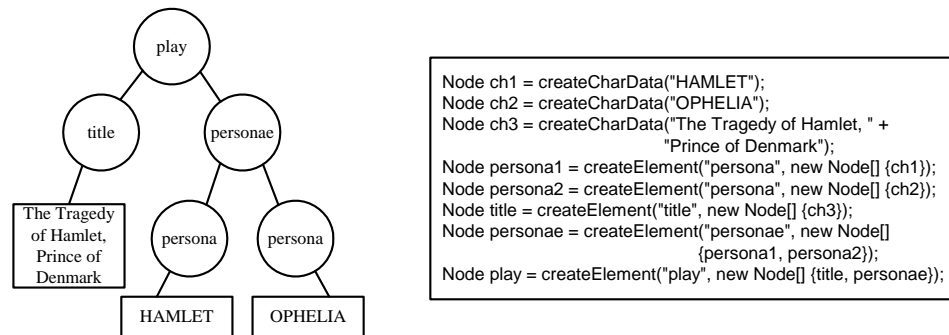 play
title
personae
The Tragedy
of Hamlet,
Prince of
Denmark
persona
persona
HAMLET
OPHELIA
Node ch1 = createCharData("HAMLET");
Node ch2 = createCharData("OPHELIA");
Node ch3 = createCharData("The Tragedy of Hamlet, " +
"Prince of Denmark");
Node persona1 = createElement("persona", new Node[] {ch1});
Node persona2 = createElement("persona", new Node[] {ch2});
Node title = createElement("title", new Node[] {ch3});
Node personae = createElement("personae", new Node[]
{persona1, persona2});
Node play = createElement("play", new Node[] {title, personae});